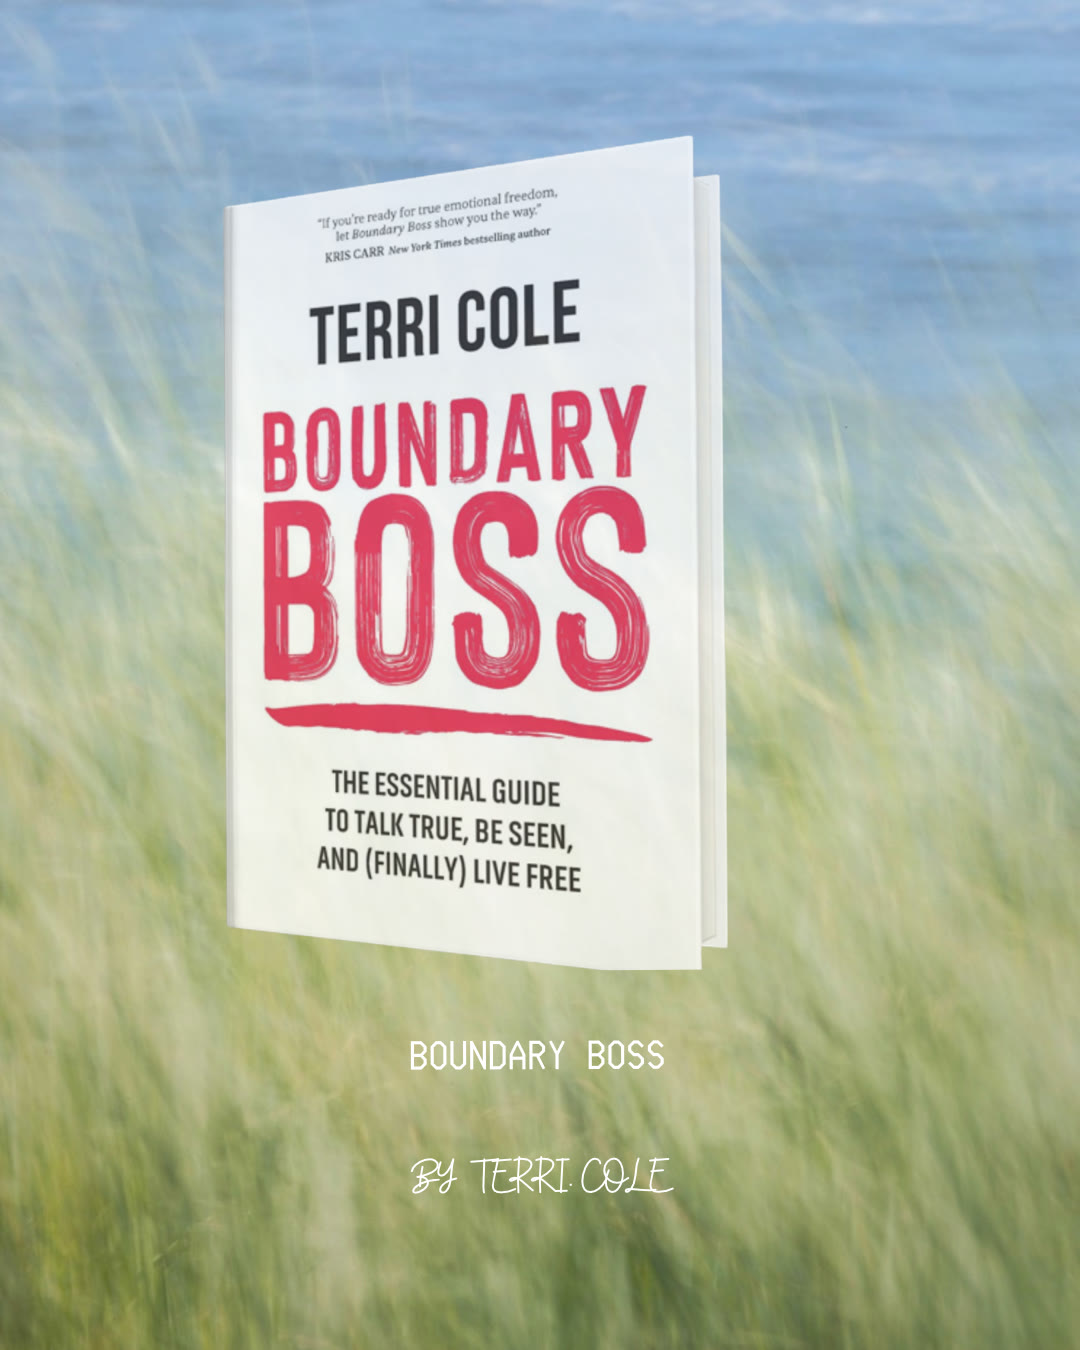 “If you’re ready for true emotional freedom,
let Boundary Boss show you the way.”
KRIS CARR New York Times bestselling author
TERRI COLE
BOUNDARY
BOSS
THE ESSENTIAL GUIDE
TO TALK TRUE, BE SEEN,
AND (FINALLY) LIVE FREE
BOUNDARY BOSS
BY TERRI.COLE